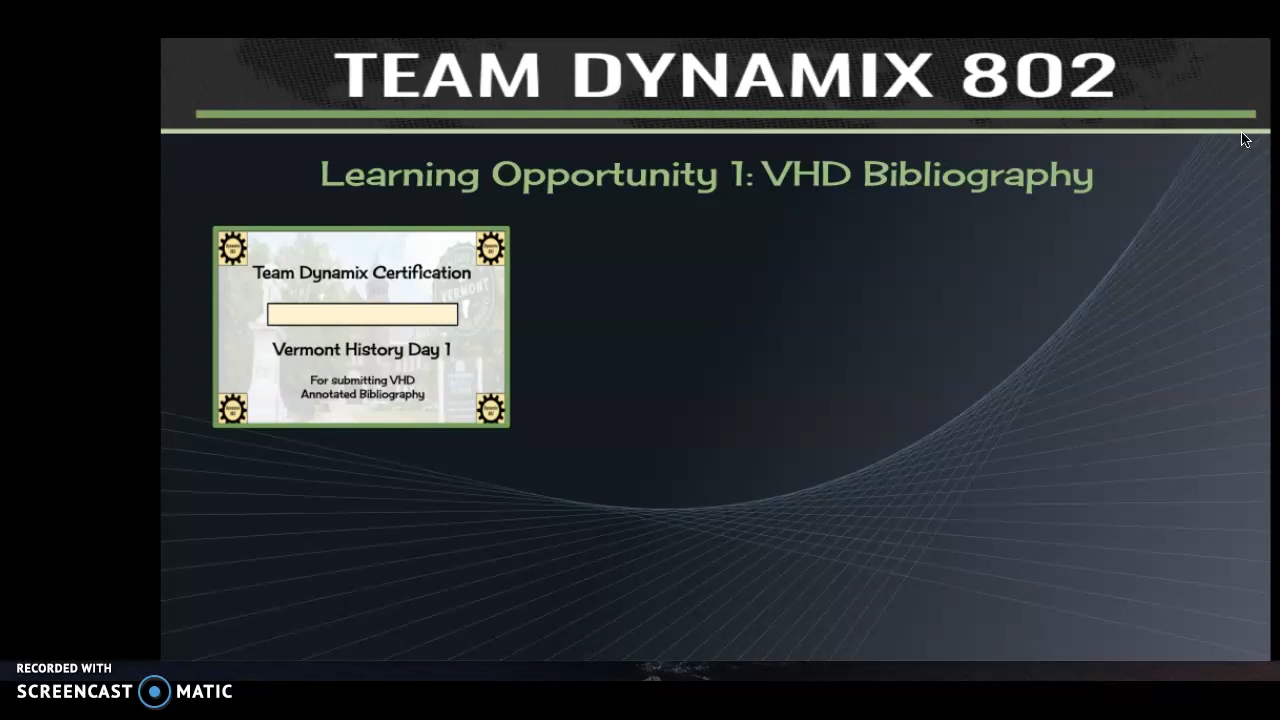 TEAM DYNAMIX 802
Learning Opportunity 1: VHD Bibliography
Team Dynamix Certification
VERMONT
Vermont History Day 1
For submitting VHD
Annotated Bibliography
RECORDED WITH
SCREENCAST MATIC